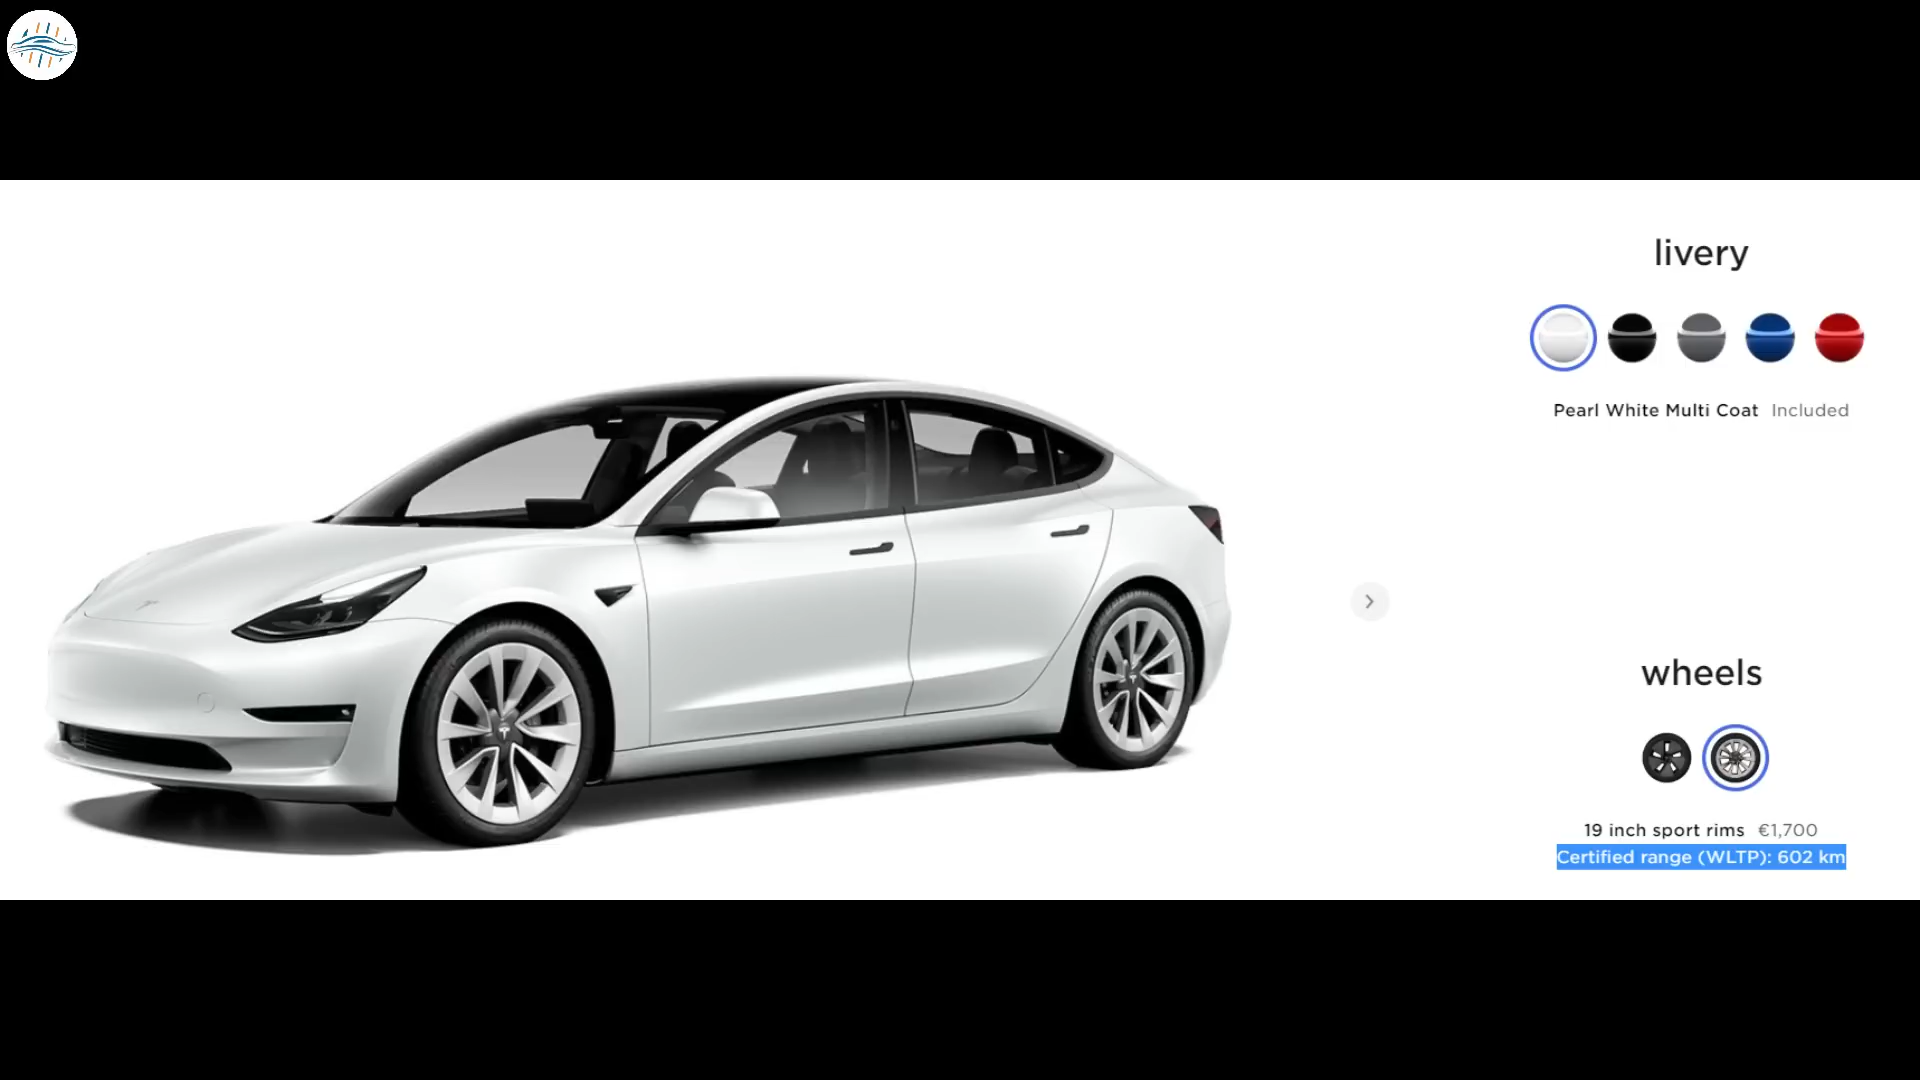 livery
Pearl White Multi Coat Included
wheels
19 inch sport rims €1,700
Certified range (WLTP): 602 km